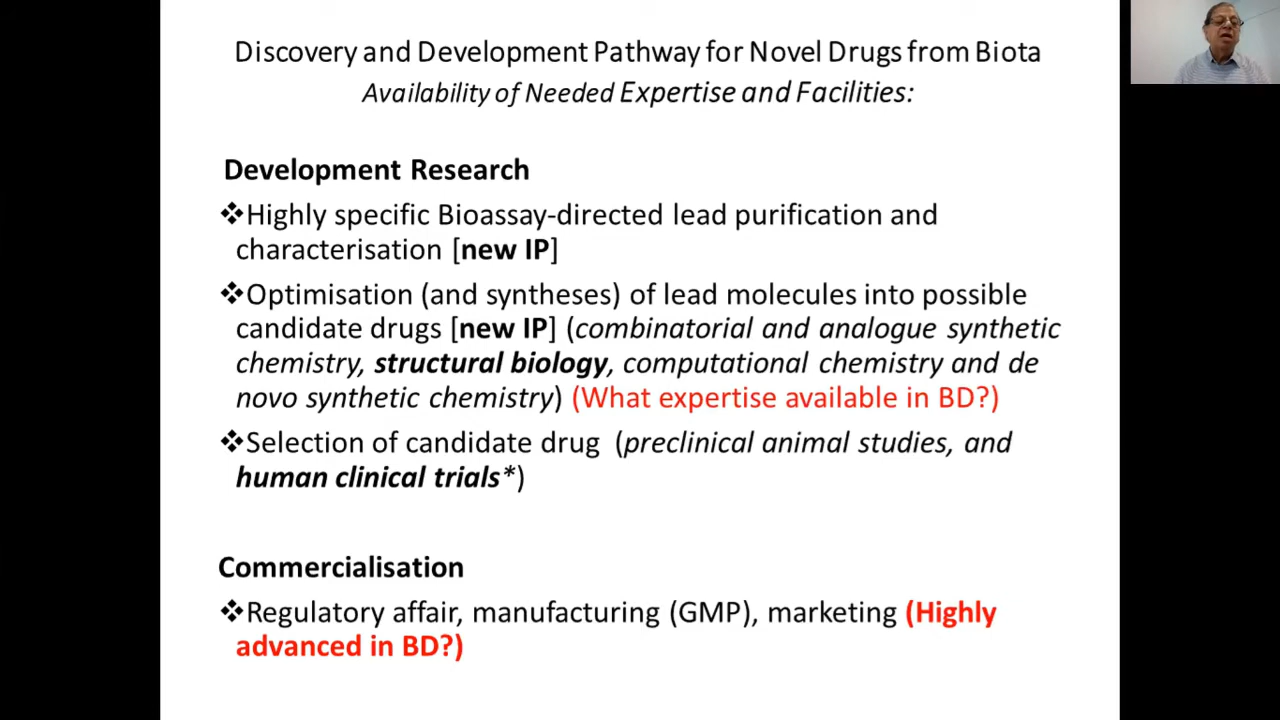 Discovery and Development Pathway for Novel Drugs from Biota
Availability of Needed Expertise and Facilities:
Development Research
❖Highly specific Bioassay-directed lead purification and
characterisation [new IP]
❖Optimisation (and syntheses) of lead molecules into possible
candidate drugs [new IP] (combinatorial and analogue synthetic
chemistry, structural biology, computational chemistry and de
novo synthetic chemistry) (What expertise available in BD?)
❖Selection of candidate drug (preclinical animal studies, and
human clinical trials*)
Commercialisation
❖Regulatory affair, manufacturing (GMP), marketing (Highly
advanced in BD?)